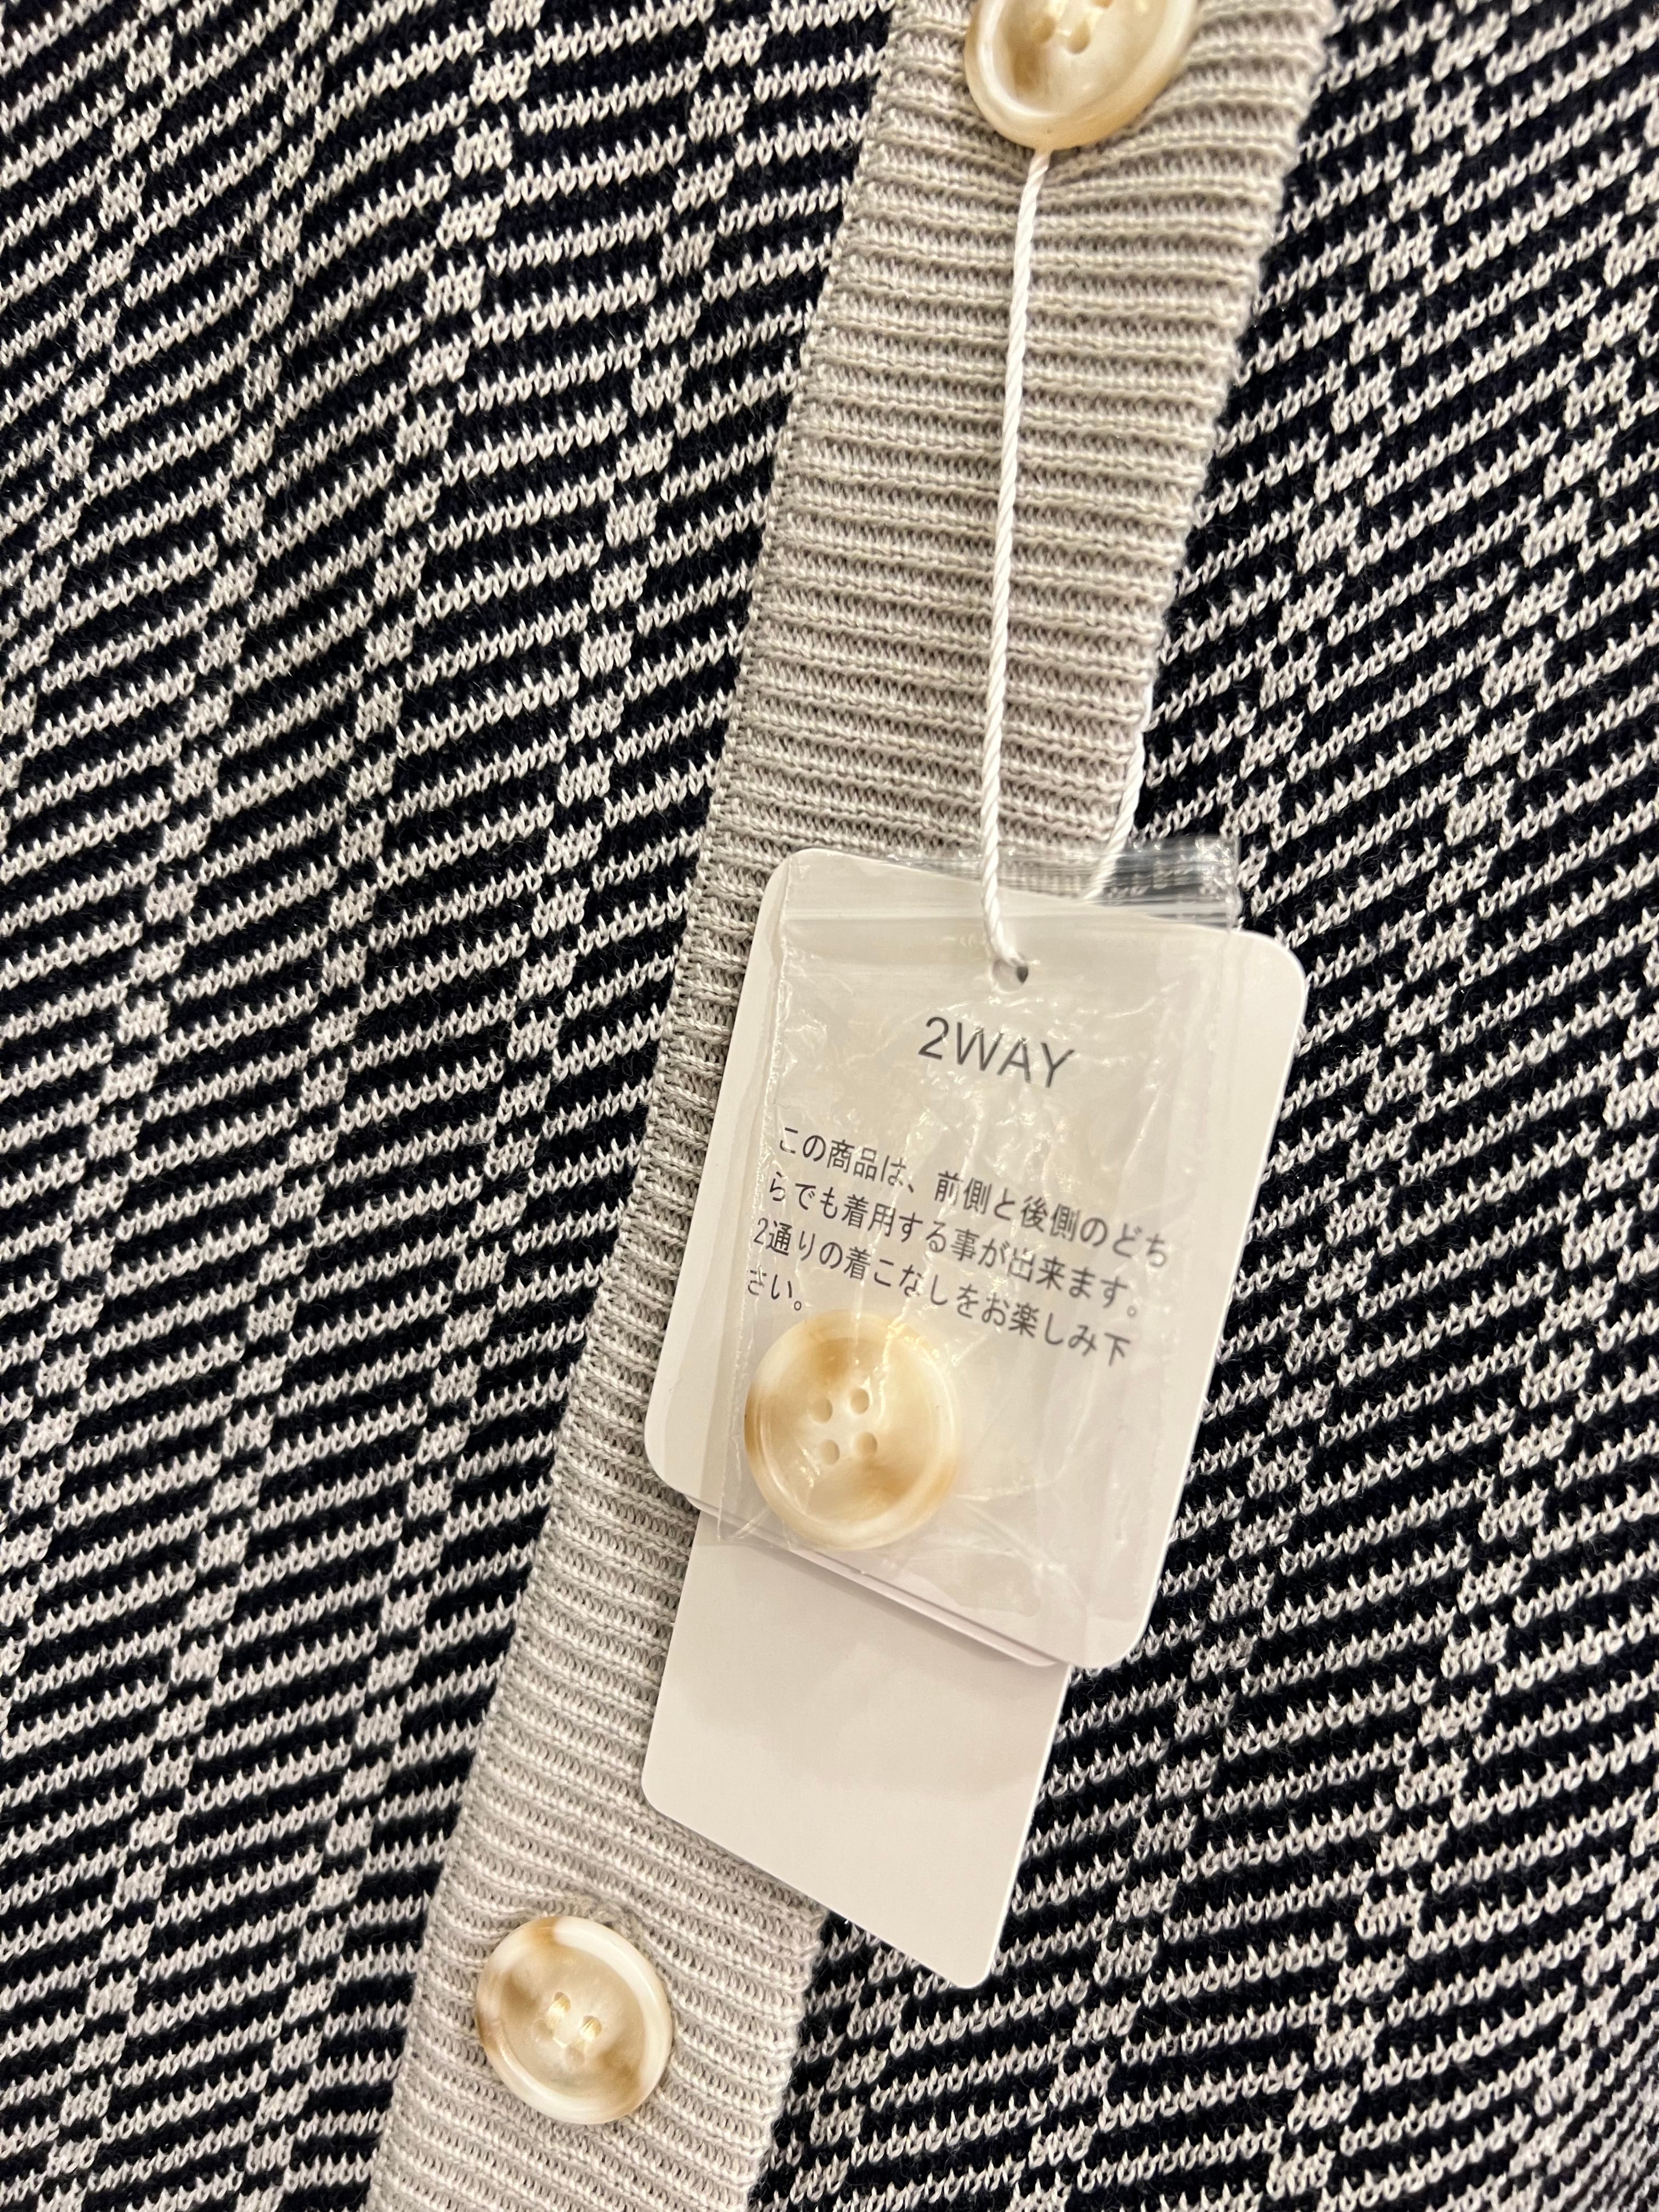 2WAY
この商品は、前側と後側のどち
らでも着用する事が出来ます。
2通りの着こなしをお楽しみ下
さい。